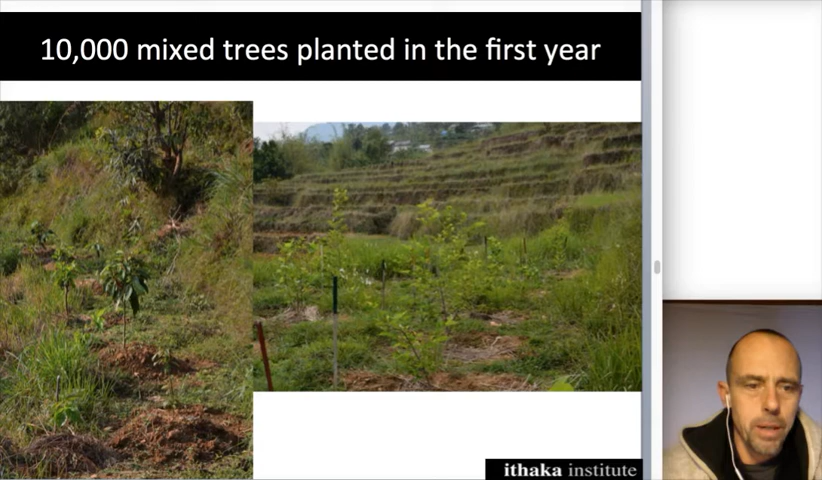 10,000 mixed trees planted in the first year
ithaka institute